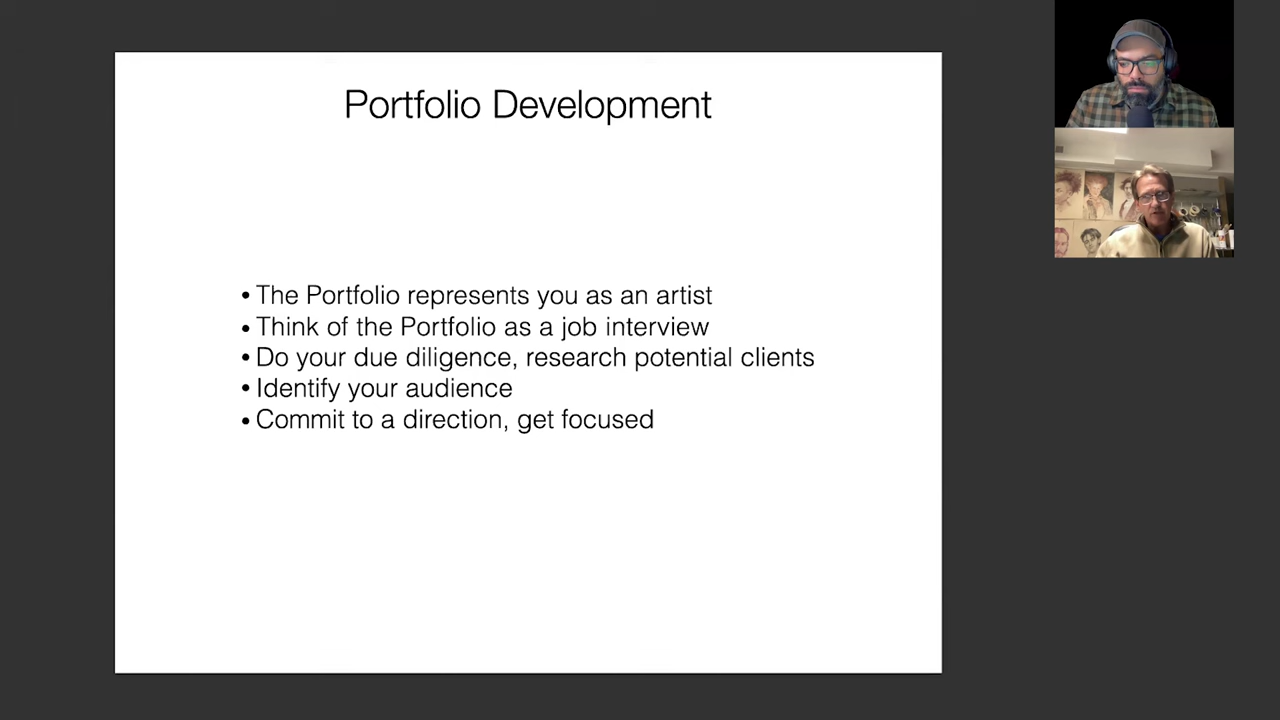 Portfolio Development
• The Portfolio represents you as an artist
• Think of the Portfolio as a job interview
• Do your due diligence, research potential clients
• Identify your audience
• Commit to a direction, get focused